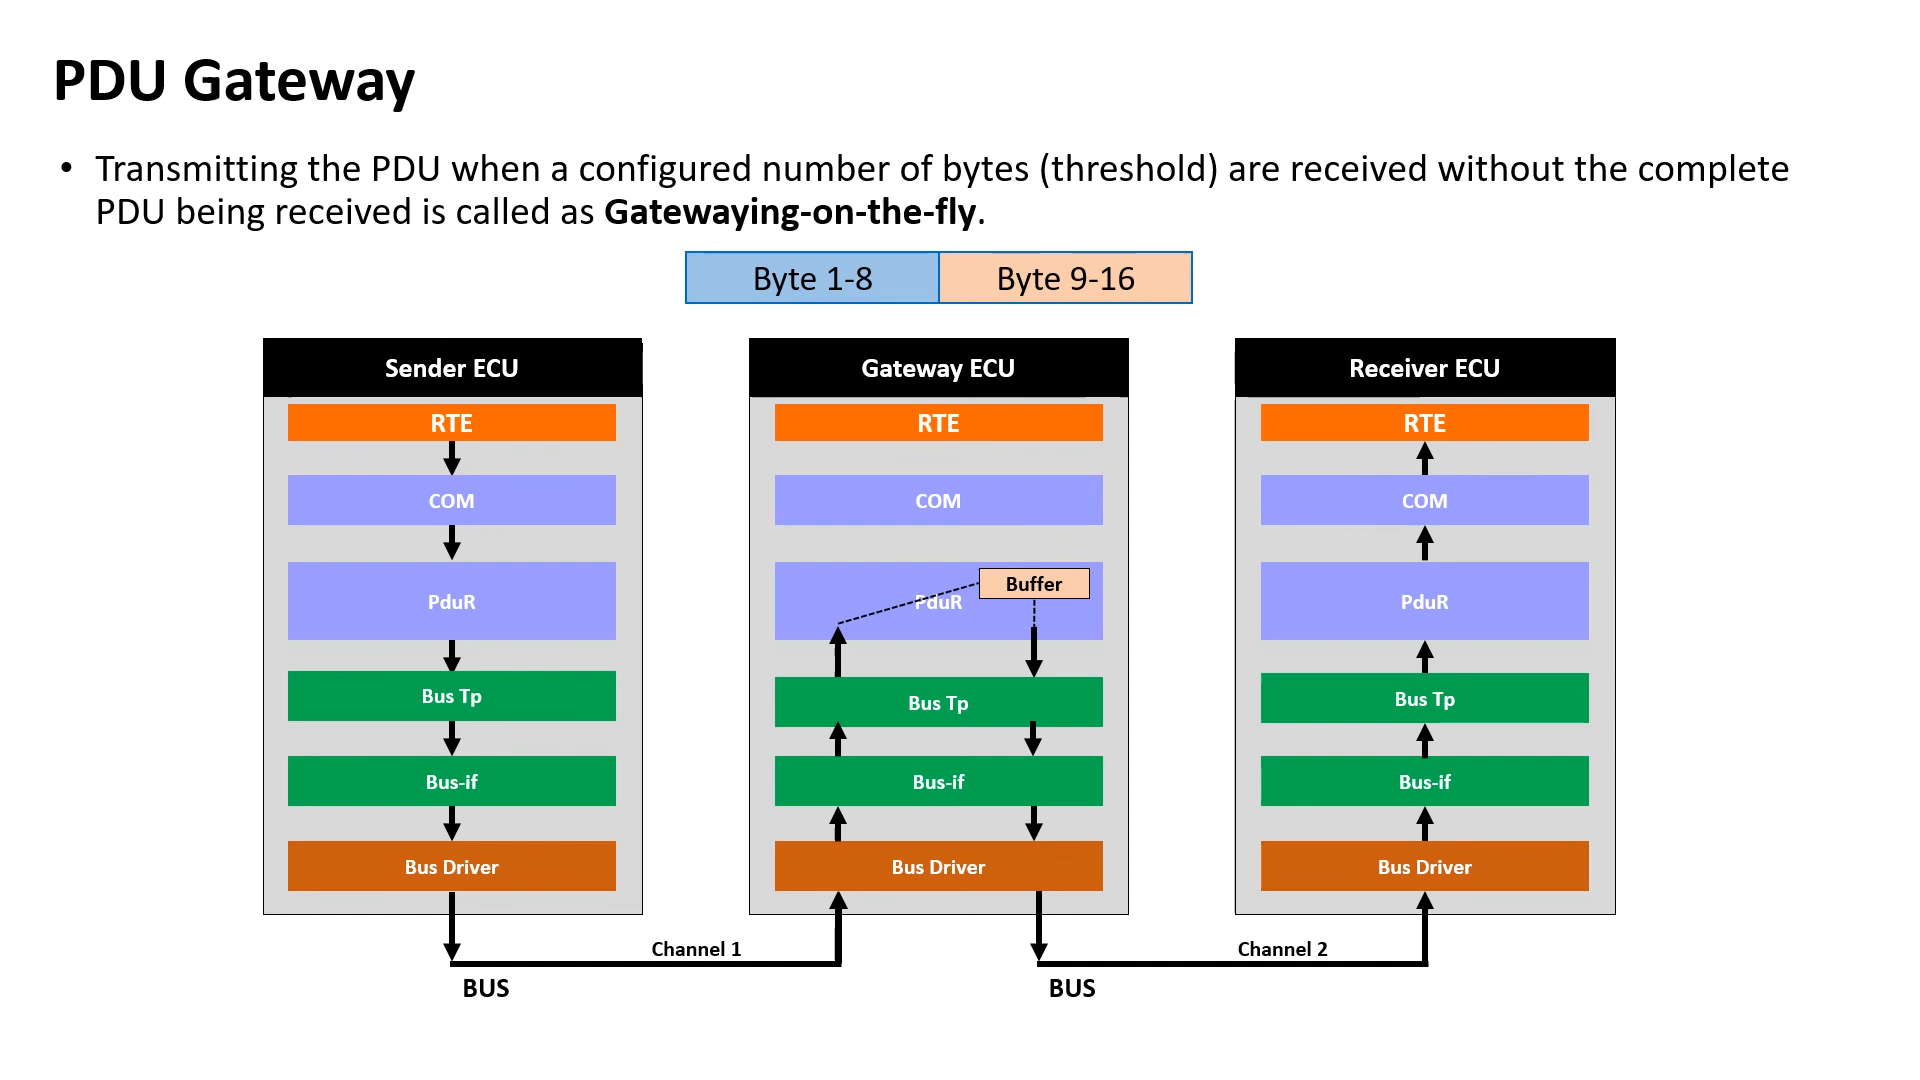 PDU Gateway
• Transmitting the PDU when a configured number of bytes (threshold) are received without the complete
PDU being received is called as Gatewaying-on-the-fly.
Byte 1-8 Byte 9-16
Sender ECU
RTE
COM
PduR
Bus Tp
Bus-if
Bus Driver
Gateway ECU
RTE
COM
Buffer
PduR
Bus Tp
Bus-if
Bus Driver
Receiver ECU
RTE
COM
PduR
Bus Tp
Bus-if
Bus Driver
Channel 1
BUS
Channel 2
BUS